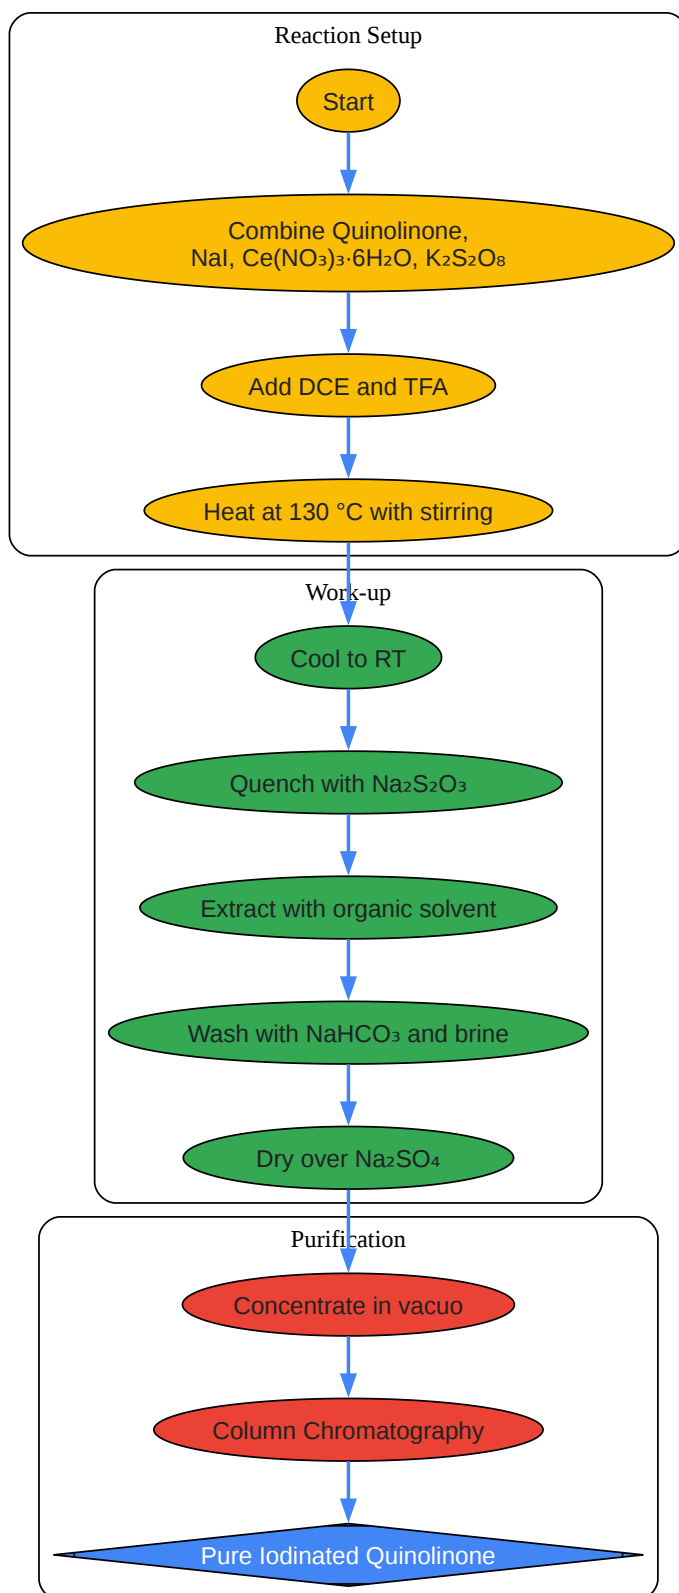 Reaction Setup
Start
Combine Quinolinone,
NaI, Ce(NO₃)₃·6H₂O, K₂S₂O₈
Add DCE and TFA
Heat at 130 °C with stirring
Work-up
Cool to RT
Quench with Na₂S₂O₃
Extract with organic solvent
Wash with NaHCO₃ and brine
Dry over Na₂SO₄
Purification
Concentrate in vacuo
Column Chromatography
Pure Iodinated Quinolinone